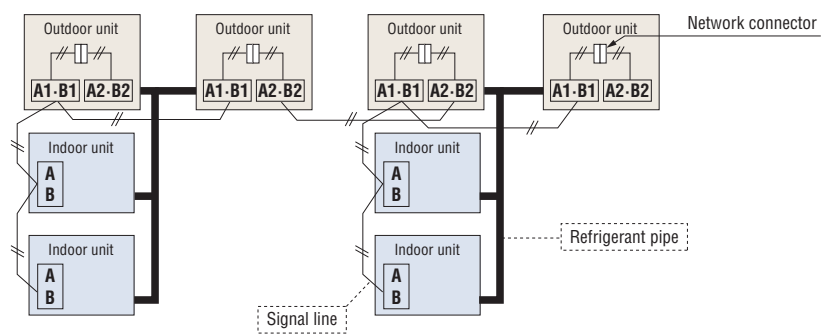 Network connector
Outdoor unit
A1·B1 A2·B2
Outdoor unit
A1·B1 A2·B2
Outdoor unit
A1·B1 A2·B2
Outdoor unit
A1·B1 A2·B2
Indoor unit
A
B
Indoor unit
A
B
Indoor unit
A
B
Indoor unit
A
B
Refrigerant pipe
Signal line